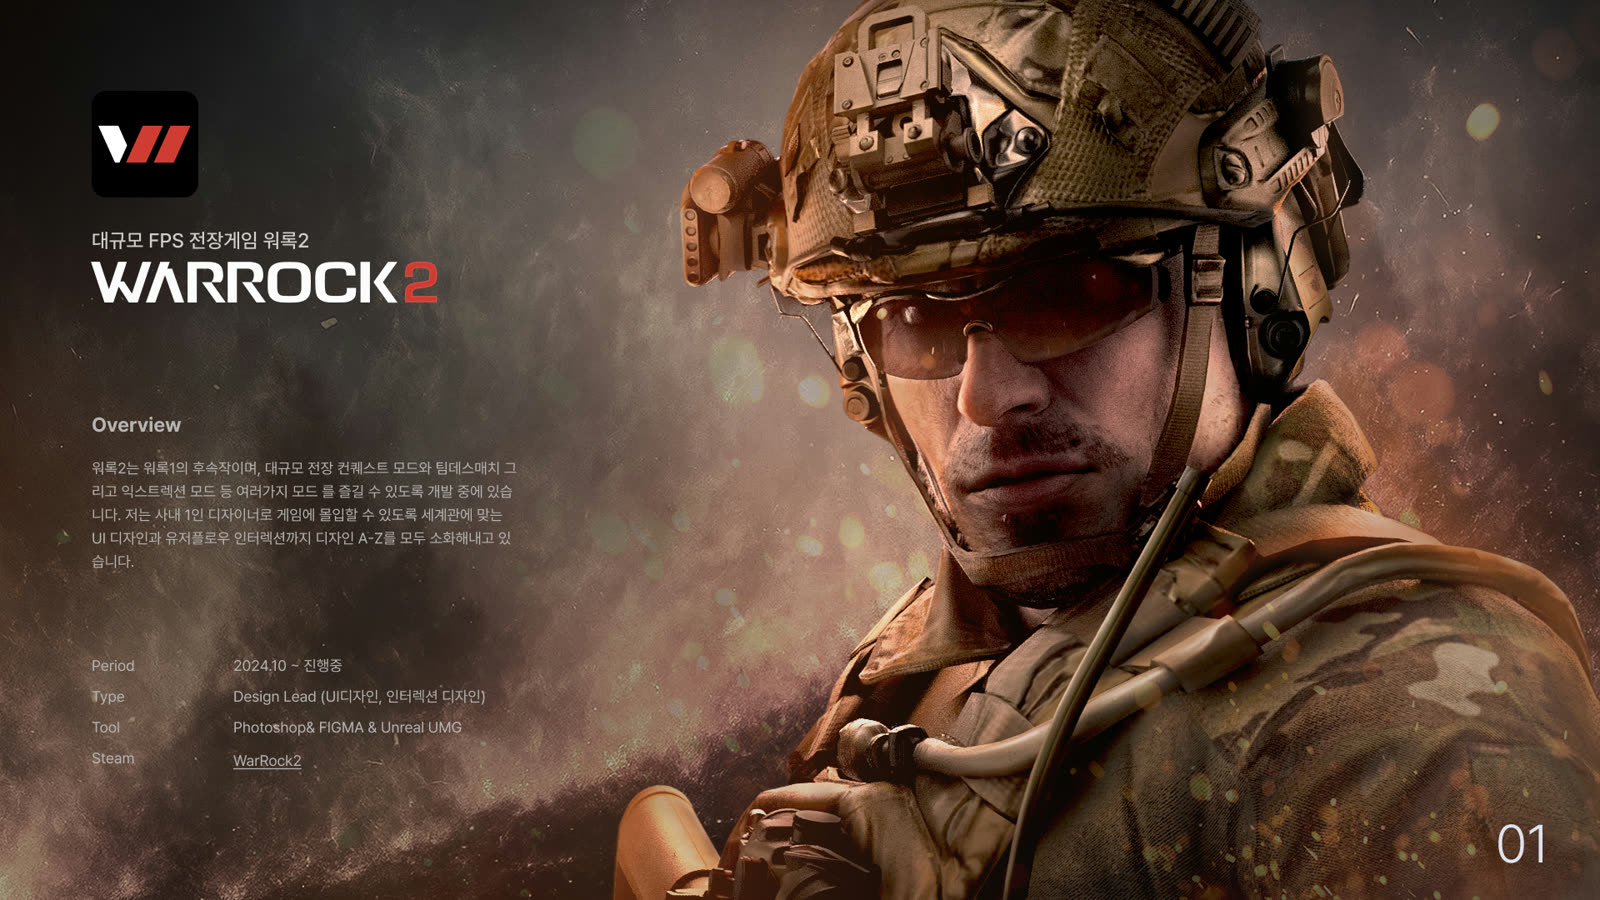 대규모 FPS 전장게임 워록2
WARROCK2
Overview
워록2는 워록1의 후속작이며, 대규모 전장 컨퀘스트 모드와 팀데스매치 그
리고 익스트렉션 모드 등 여러가지 모드 를 즐길 수 있도록 개발 중에 있습
니다. 저는 사내 1인 디자이너로 게임에 몰입할 수 있도록 세계관에 맞는
UI 디자인과 유저플로우 인터렉션까지 디자인 A-Z를 모두 소화해내고 있
습니다.
Period 2024.10 ~ 진행중
Type Design Lead (UI디자인, 인터렉션 디자인)
Tool Photoshop& FIGMA & Unreal UMG
Steam WarRock2
01